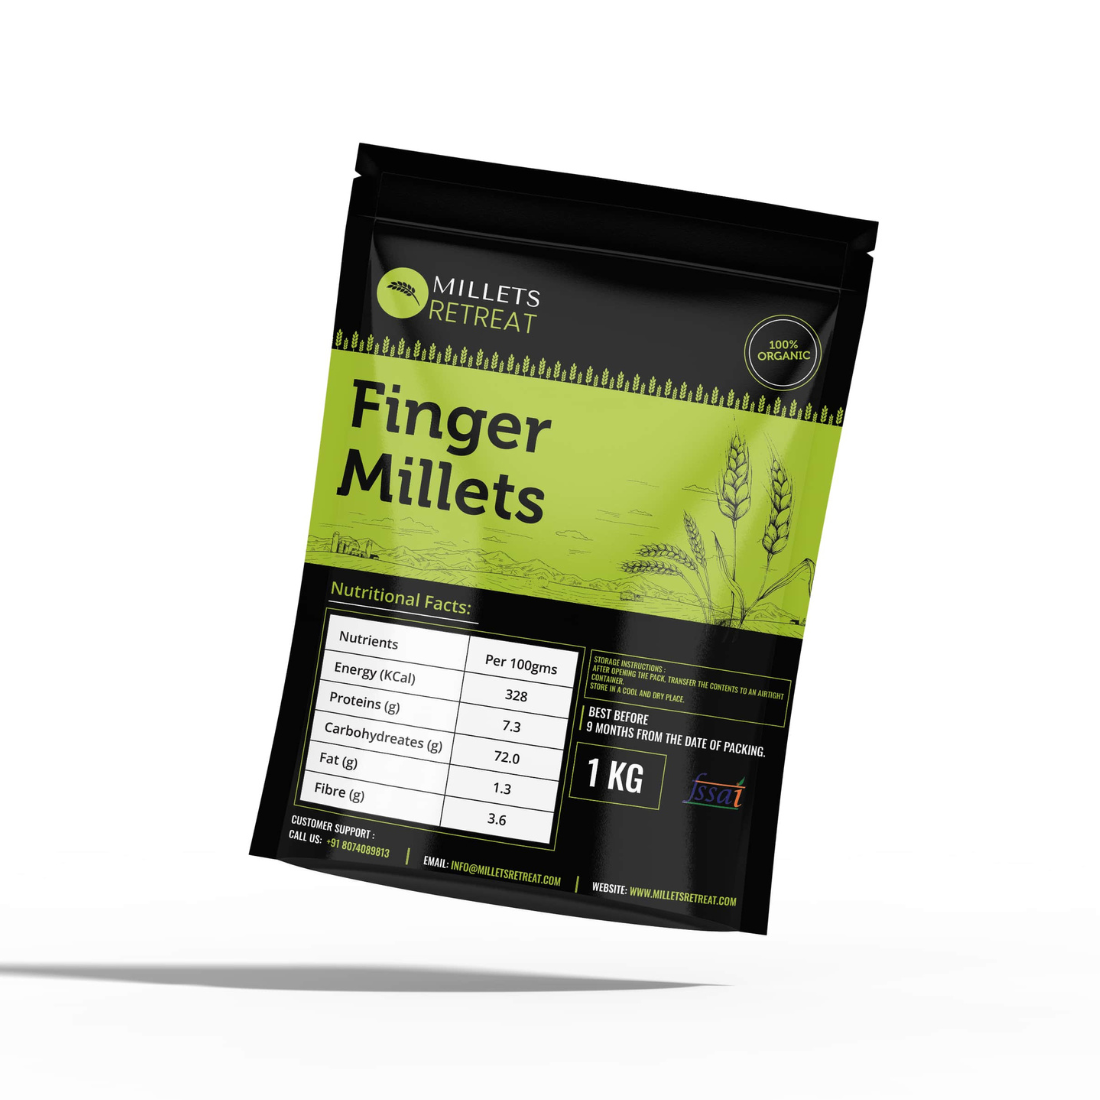 MILLETS
RETREAT
100%
ORGANIC
Finger
Millets
Nutritional Facts:
Nutrients Per 100gms
Energy (KCal) 328
Proteins (g) 7.3
Carbohydreates (g) 72.0
Fat (g) 1.3
Fibre (g) 3.6
STORAGE INSTRUCTIONS :
AFTER OPENING THE PACK, TRANSFER THE CONTENTS TO AN AIRTIGHT
CONTAINER.
STORE IN A COOL AND DRY PLACE.
BEST BEFORE
9 MONTHS FROM THE DATE OF PACKING.
1 KG
fssai
CUSTOMER SUPPORT :
CALL US: +91 8074089813
EMAIL: INFO@MILLETSRETREAT.COM
WEBSITE: WWW.MILLETSRETREAT.COM